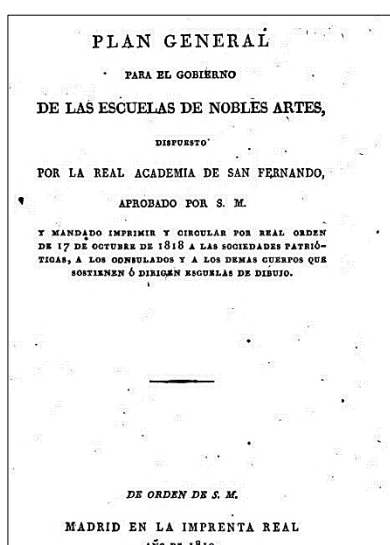 PLAN GENERAL
PARA EL GOBIERNO
DE LAS ESCUELAS DE NOBLES ARTES,
DISPUESTO
POR LA REAL ACADEMIA DE SAN FERNANDO,
APROBADO POR S. M.
Y MANDADO IMPRIMIR Y CIRCULAR POR REAL ORDEN
DE 17 DE OCTUBRE DE 1818 A LAS SOCIEDADES PATRIÓ-
TICAS, A LOS CONSULADOS Y A LOS DEMAS CUERPOS QUE
SOSTIENEN Ó DIRIGEN ESCUELAS DE DIBUJO.
DE ORDEN DE S. M.
MADRID EN LA IMPRENTA REAL
AÑO DE